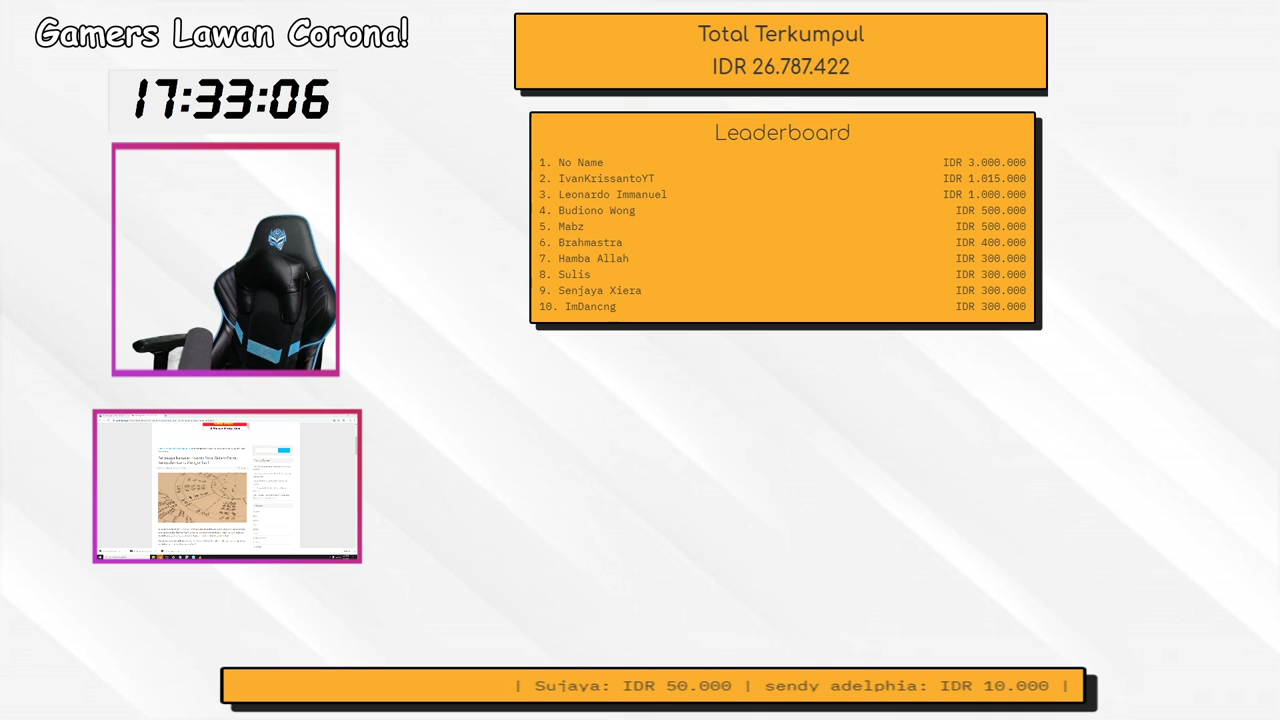 Gamers Lawan Corona!
17:33:06
Total Terkumpul
IDR 26.787.422
Leaderboard
1. No Name IDR 3.000.000
2. IvanKrissantoYT IDR 1.015.000
3. Leonardo Immanuel IDR 1.000.000
4. Budiono Wong IDR 500.000
5. Mabz IDR 500.000
6. Brahmastra IDR 400.000
7. Hamba Allah IDR 300.000
8. Sulis IDR 300.000
9. Senjaya Xiera IDR 300.000
10. ImDancng IDR 300.000
| Sujaya: IDR 50.000 | sendy adelphia: IDR 10.000 |